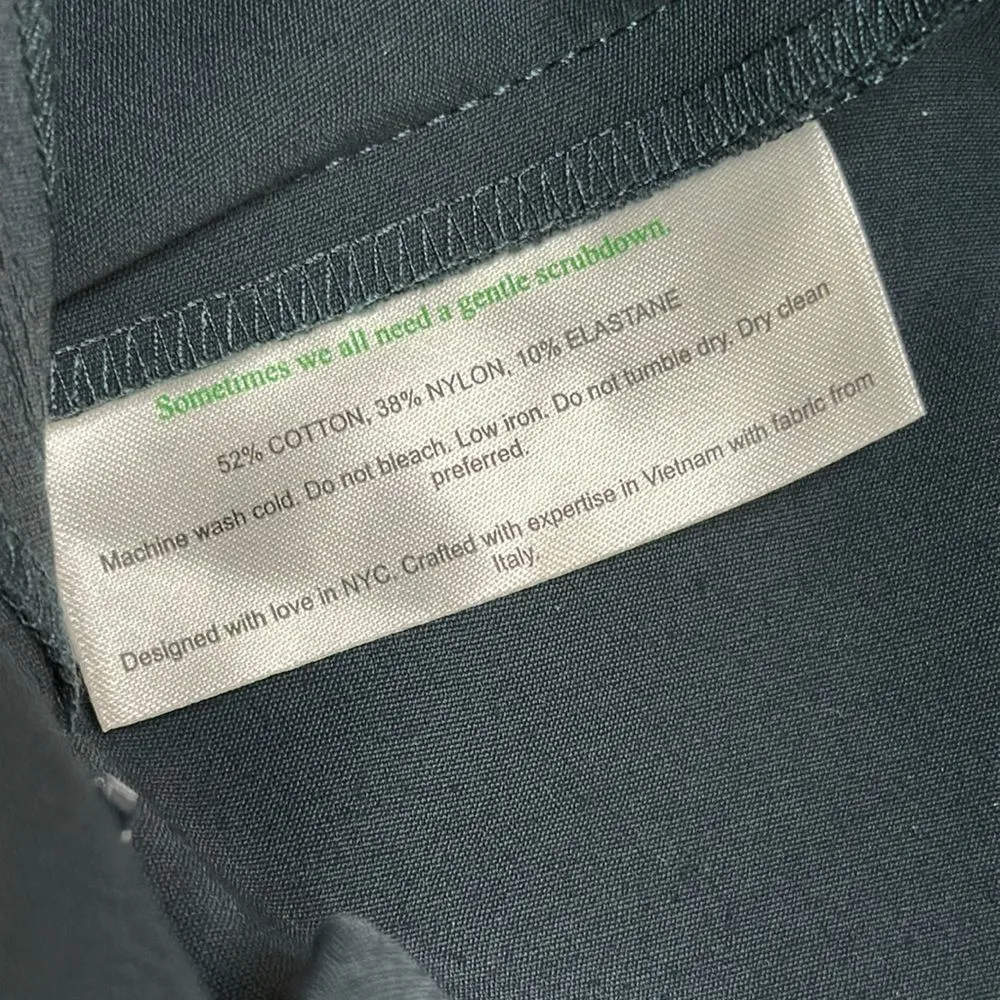 Sometimes we all need a gentle scrubdown.
52% COTTON, 38% NYLON, 10% ELASTANE
Machine wash cold. Do not bleach. Low iron. Do not tumble dry. Dry clean
preferred.
Designed with love in NYC. Crafted with expertise in Vietnam with fabric from
Italy.